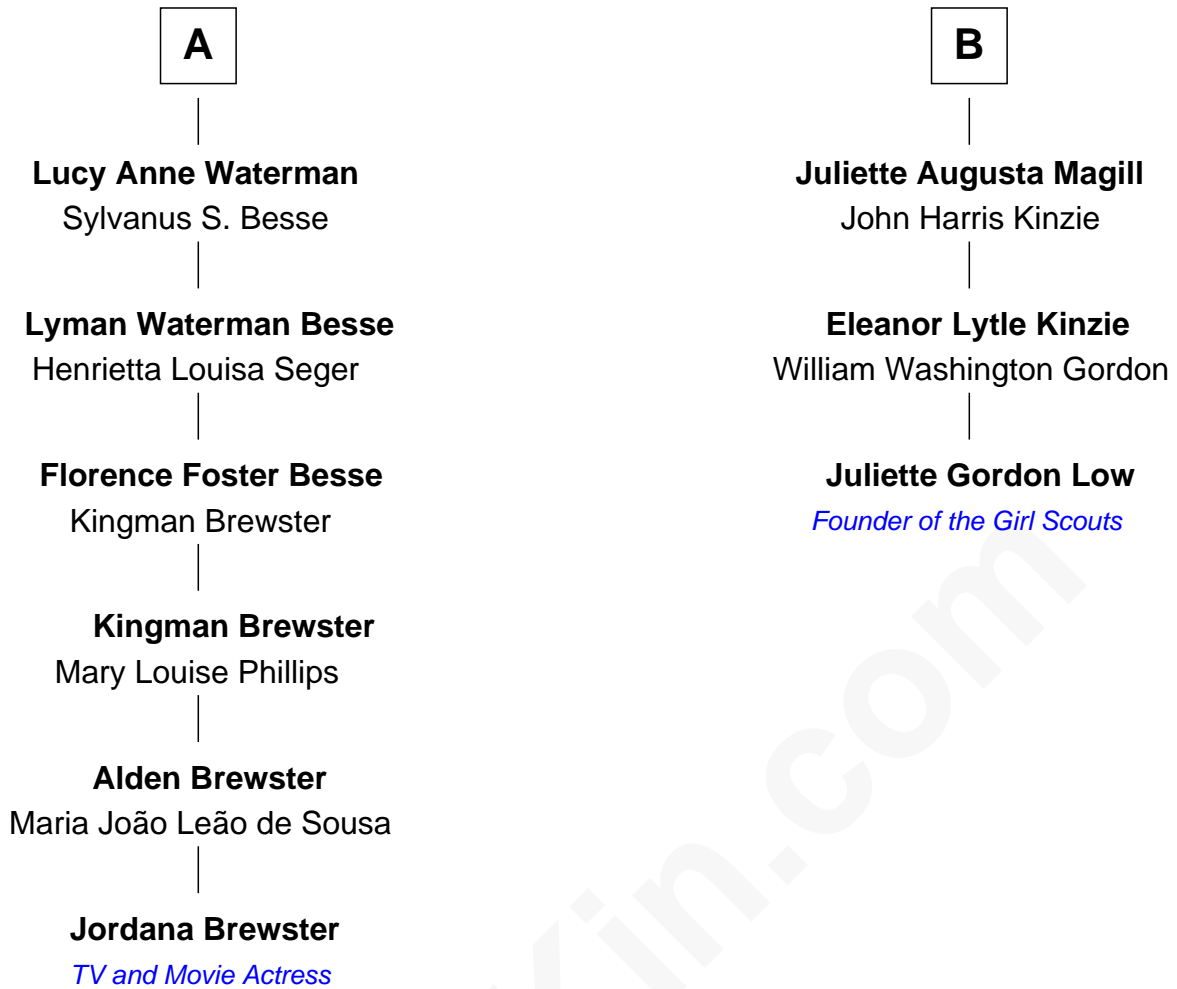 A
Lucy Anne Waterman
Sylvanus S. Besse
Lyman Waterman Besse
Henrietta Louisa Seger
Florence Foster Besse
Kingman Brewster
Kingman Brewster
Mary Louise Phillips
Alden Brewster
Maria João Leão de Sousa
Jordana Brewster
TV and Movie Actress
B
Juliette Augusta Magill
John Harris Kinzie
Eleanor Lytle Kinzie
William Washington Gordon
Juliette Gordon Low
Founder of the Girl Scouts